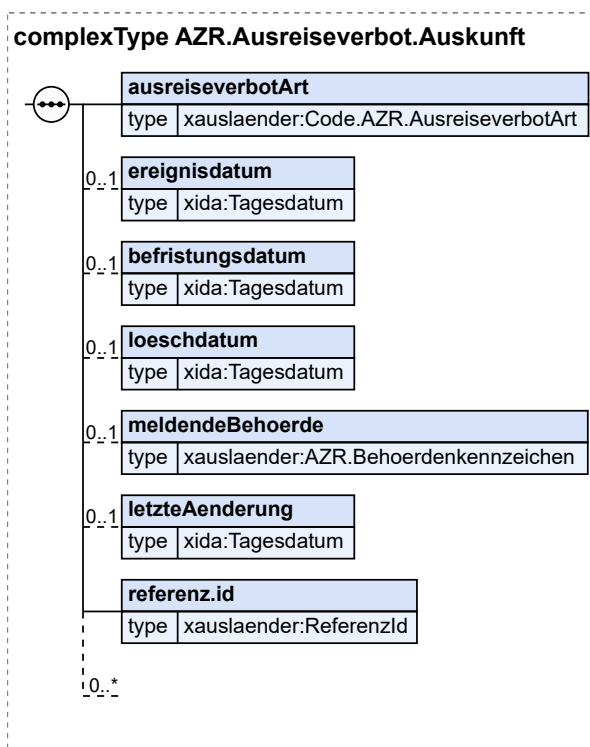 complexType AZR.Ausreiseverbot.Auskunft
ausreiseverbotArt
type xauslaender:Code.AZR.AusreiseverbotArt
0..1 ereignisdatum
type xida:Tagesdatum
0..1 befristungsdatum
type xida:Tagesdatum
0..1 loeschdatum
type xida:Tagesdatum
0..1 meldendeBehoerde
type xauslaender:AZR.Behoerdenkennzeichen
0..1 letzteAenderung
type xida:Tagesdatum
referenz.id
type xauslaender:ReferenzId
0..*